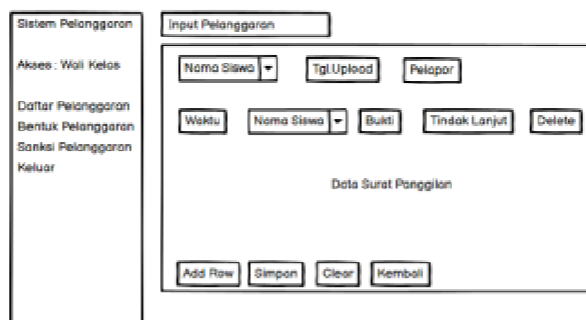 Sistem Pelanggaran
Akses : Wali Kelas
Daftar Pelanggaran
Bentuk Pelanggaran
Sanksi Pelanggaran
Keluar
Input Pelanggaran
Nama Siswa Tgl.Upload Pelapor
Waktu Nama Siswa Bukti Tindak Lanjut Delete
Data Surat Panggilan
Add Row Simpan Clear Kembali